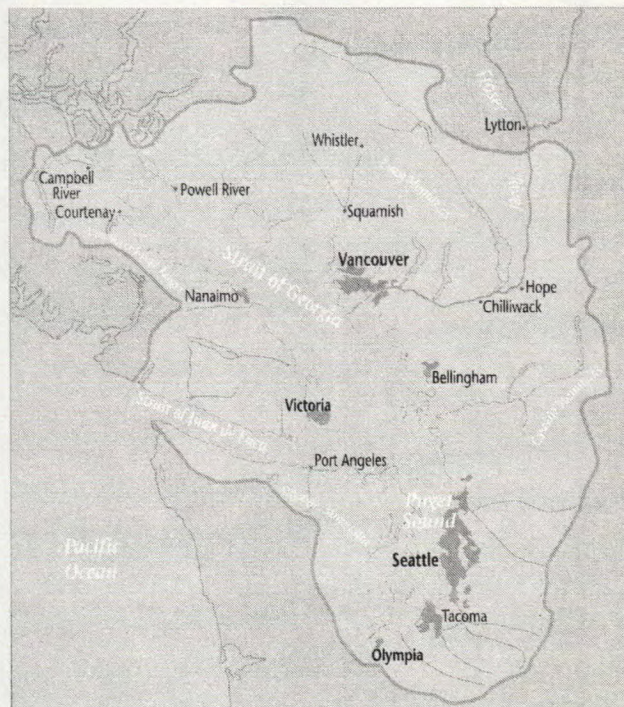 Fraser
Lytton
Whistler
Campbell
River
Powell River
Courtenay
Squamish
Strait of Georgia
Vancouver
Hope
Nanaimo
Chilliwack
Bellingham
Victoria
Strait of Juan de Fuca
Port Angeles
Puget
Sound
Pacific
Ocean
Seattle
Tacoma
Olympia